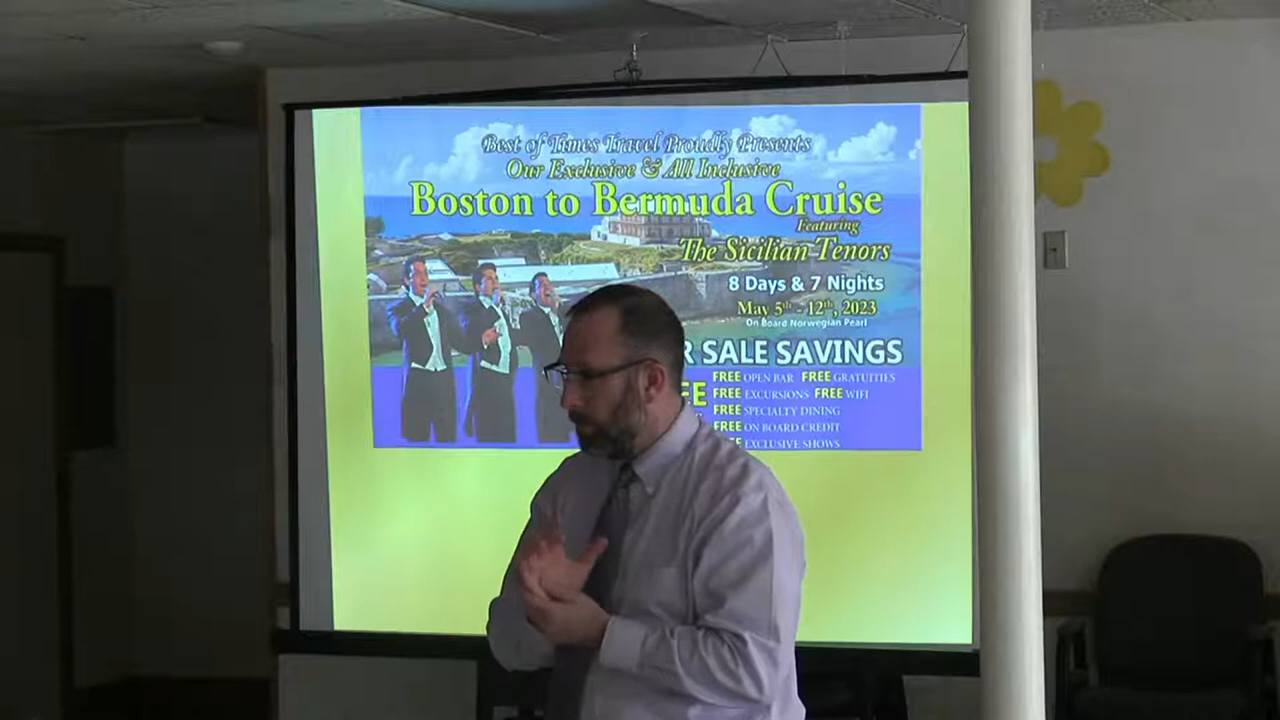 Best of Times Travel Proudly Presents
Our Exclusive & All Inclusive
Boston to Bermuda Cruise
Featuring
The Sicilian Tenors
8 Days & 7 Nights
May 5th - 12th, 2023
On Board Norwegian Pearl
SALE SAVINGS
FREE OPEN BAR FREE GRATUITIES
FREE EXCURSIONS FREE WIFI
FREE SPECIALTY DINING
FREE ON BOARD CREDIT
EXCLUSIVE SHOWS